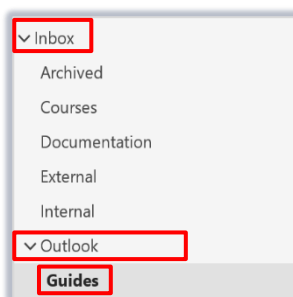 Inbox
Archived
Courses
Documentation
External
Internal
Outlook
Guides